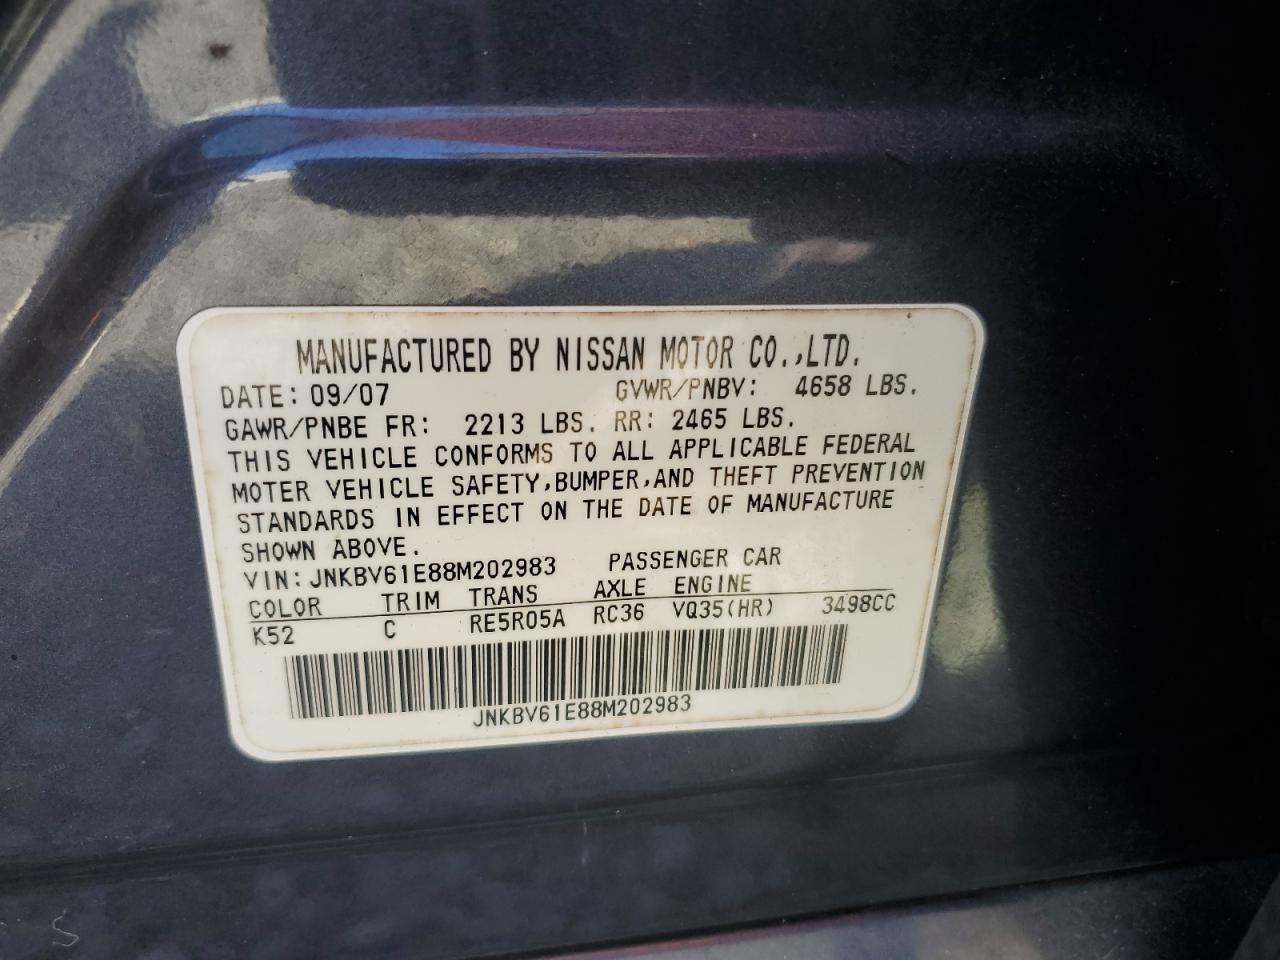 MANUFACTURED BY NISSAN MOTOR CO.,LTD.
DATE: 09/07 GVWR/PNBV: 4658 LBS.
GAWR/PNBE FR: 2213 LBS. RR: 2465 LBS.
THIS VEHICLE CONFORMS TO ALL APPLICABLE FEDERAL
MOTER VEHICLE SAFETY,BUMPER,AND THEFT PREVENTION
STANDARDS IN EFFECT ON THE DATE OF MANUFACTURE
SHOWN ABOVE.
VIN: JNKBV61E88M202983 PASSENGER CAR
COLOR TRIM TRANS AXLE ENGINE
K52 C RE5R05A RC36 VQ35(HR) 3498CC
JNKBV61E88M202983